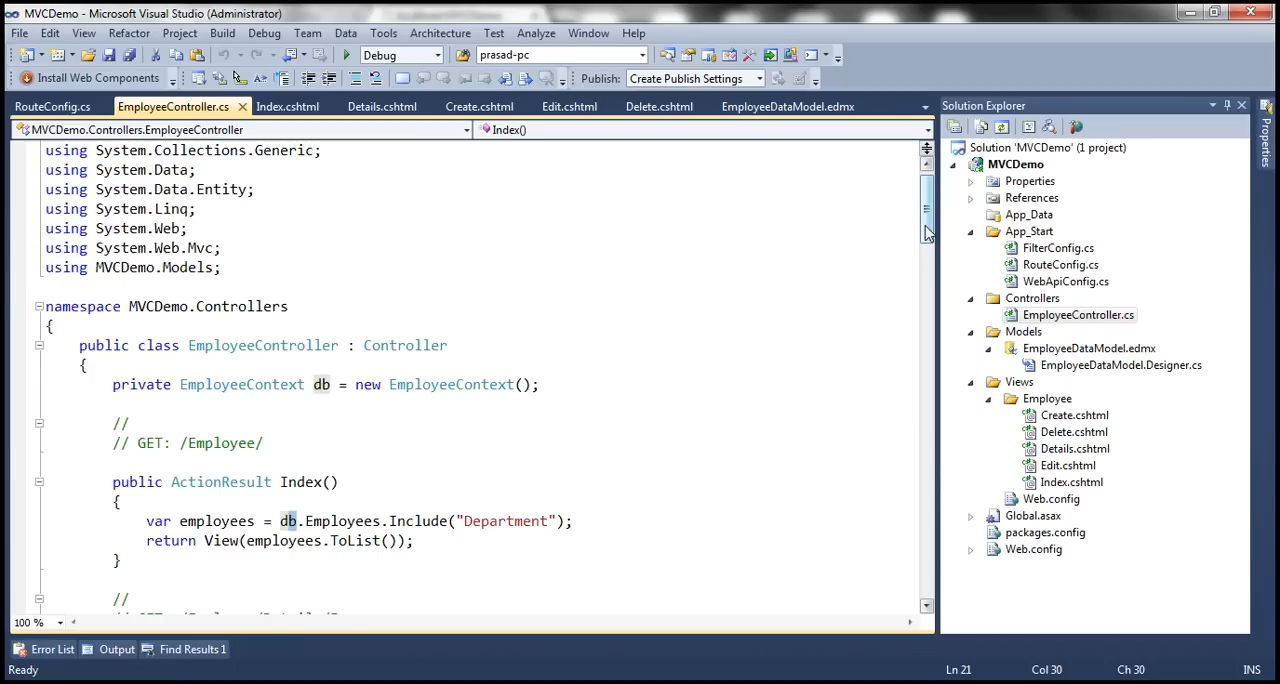 MVCDemo - Microsoft Visual Studio (Administrator)
File Edit View Refactor Project Build Debug Team Data Tools Architecture Test Analyze Window Help
Debug prasad-pc
Install Web Components Publish: Create Publish Settings
RouteConfig.cs EmployeeController.cs Index.cshtml Details.cshtml Create.cshtml Edit.cshtml Delete.cshtml EmployeeDataModel.edmx
MVCDemo.Controllers.EmployeeController Index()
using System.Collections.Generic;
using System.Data;
using System.Data.Entity;
using System.Linq;
using System.Web;
using System.Web.Mvc;
using MVCDemo.Models;
namespace MVCDemo.Controllers
{
public class EmployeeController : Controller
{
private EmployeeContext db = new EmployeeContext();
//
// GET: /Employee/
public ActionResult Index()
{
var employees = db.Employees.Include("Department");
return View(employees.ToList());
}
//
100 %
Solution Explorer
Solution 'MVCDemo' (1 project)
MVCDemo
Properties
References
App_Data
App_Start
FilterConfig.cs
RouteConfig.cs
WebApiConfig.cs
Controllers
EmployeeController.cs
Models
EmployeeDataModel.edmx
EmployeeDataModel.Designer.cs
Views
Employee
Create.cshtml
Delete.cshtml
Details.cshtml
Edit.cshtml
Index.cshtml
Web.config
Global.asax
packages.config
Web.config
Properties
Error List Output Find Results 1
Ready Ln 21 Col 30 Ch 30 INS